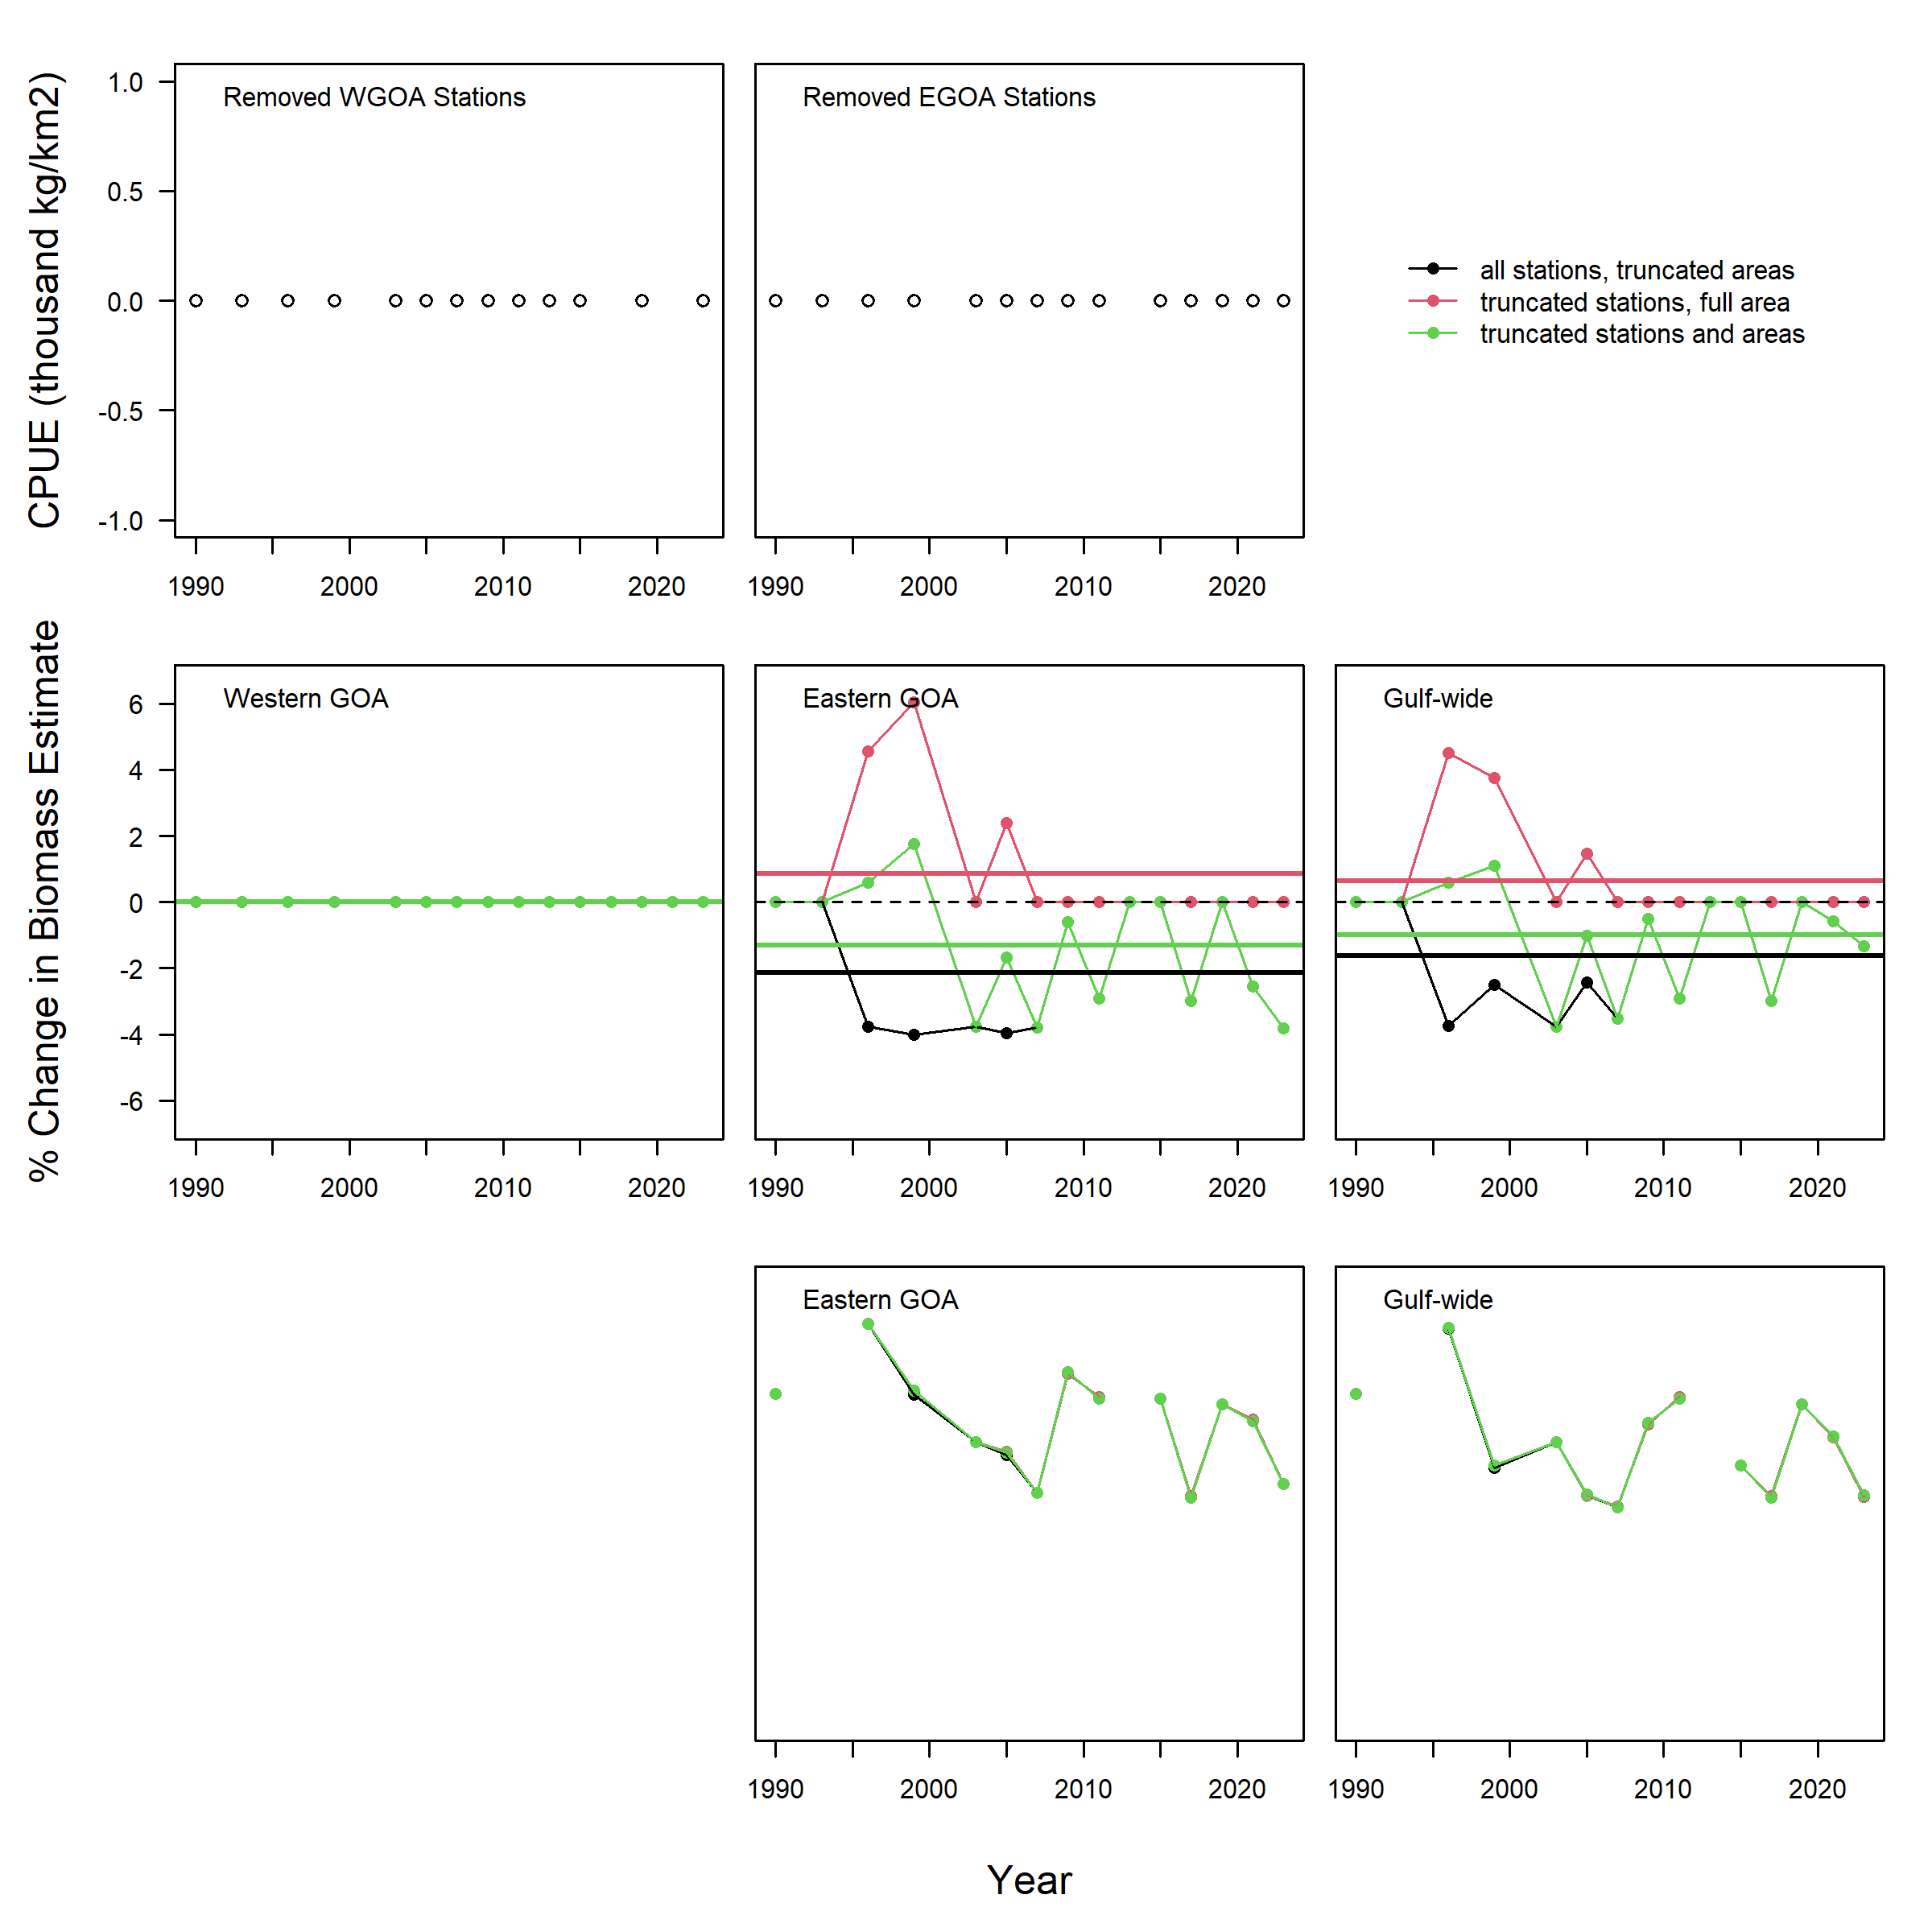 CPUE (thousand kg/km2)
1.0
0.5
0.0
-0.5
-1.0
Removed WGOA Stations
1990 2000 2010 2020
Removed EGOA Stations
1990 2000 2010 2020
all stations, truncated areas
truncated stations, full area
truncated stations and areas
% Change in Biomass Estimate
6
4
2
0
-2
-4
-6
Western GOA
1990 2000 2010 2020
Eastern GOA
1990 2000 2010 2020
Gulf-wide
1990 2000 2010 2020
Eastern GOA
1990 2000 2010 2020
Gulf-wide
1990 2000 2010 2020
Year